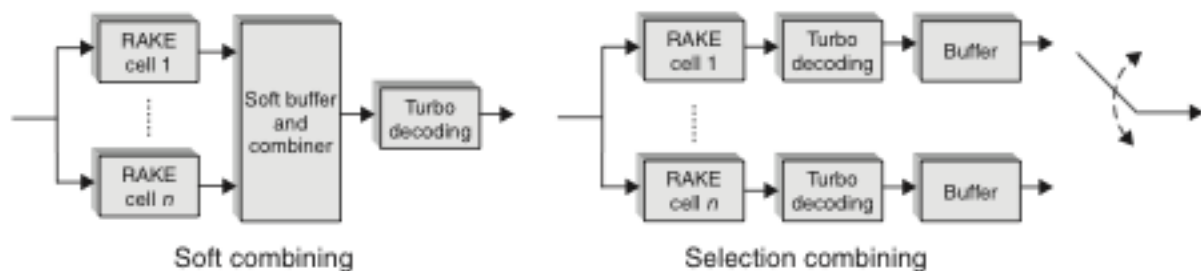 RAKE
cell 1
RAKE
cell n
Soft buffer
and
combiner
Turbo
decoding
Soft combining
RAKE
cell 1
Turbo
decoding
Buffer
RAKE
cell n
Turbo
decoding
Buffer
Selection combining